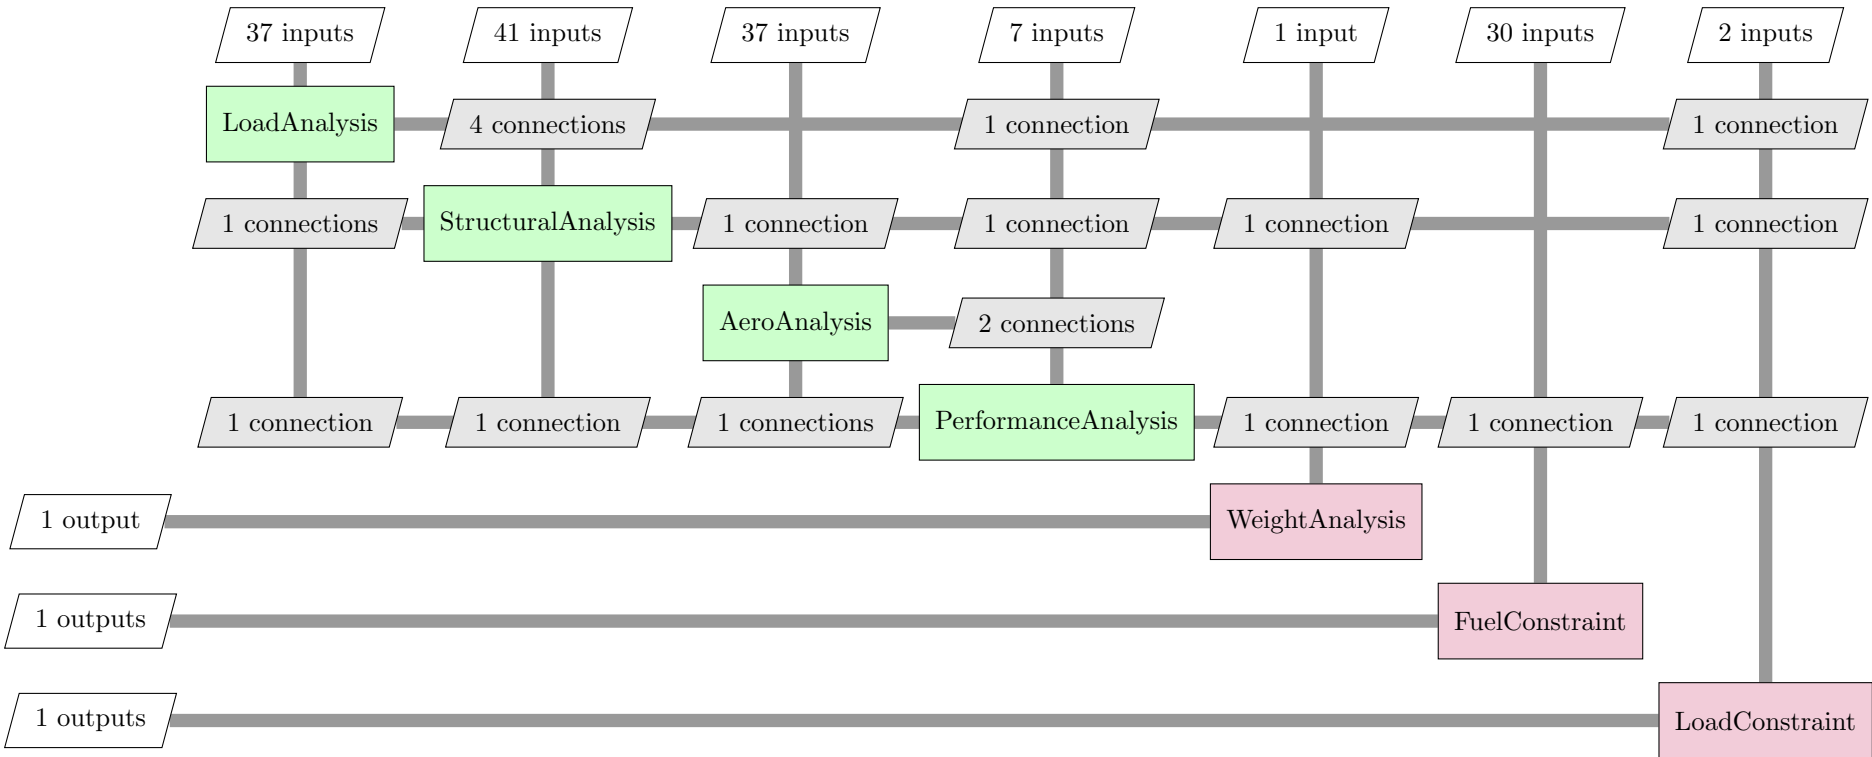 37 inputs
41 inputs
37 inputs
7 inputs
1 input
30 inputs
2 inputs
LoadAnalysis
4 connections
1 connection
1 connection
1 connections
StructuralAnalysis
1 connection
1 connection
1 connection
1 connection
AeroAnalysis
2 connections
1 connection
1 connection
1 connections
PerformanceAnalysis
1 connection
1 connection
1 connection
1 output
WeightAnalysis
1 outputs
FuelConstraint
1 outputs
LoadConstraint